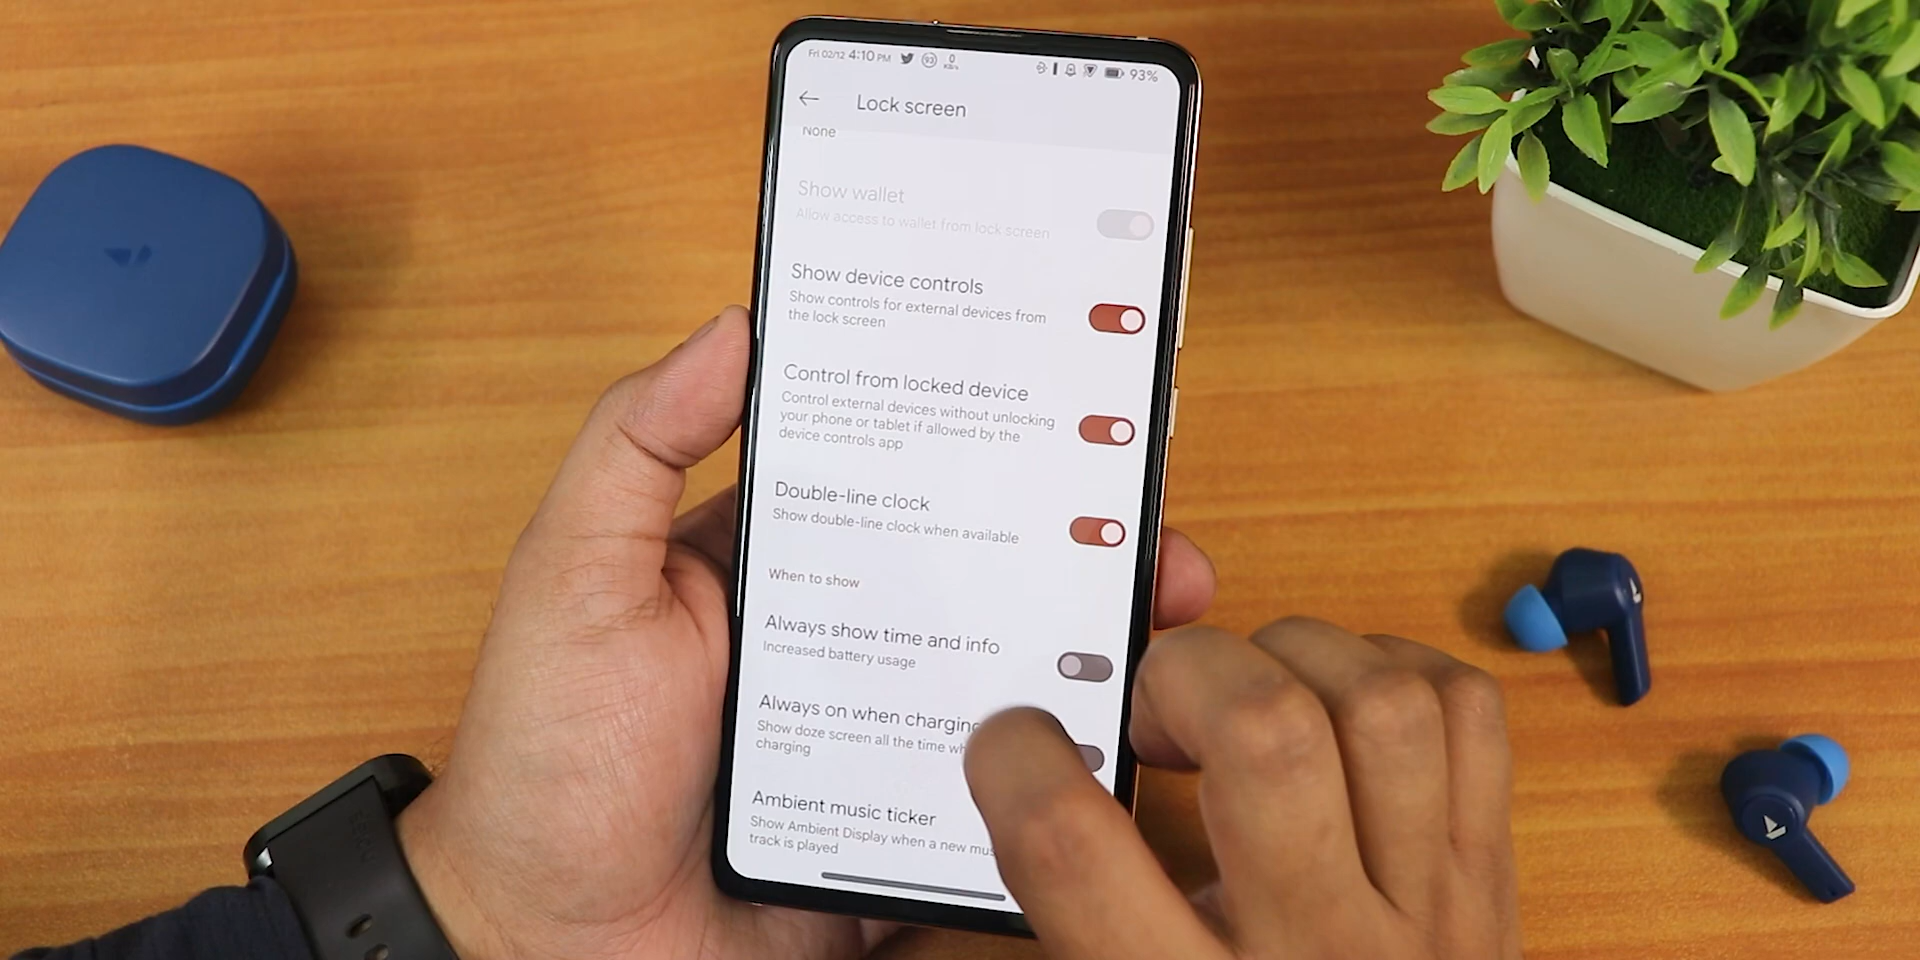 Fri 02/12 4:10 PM 93 0 KB/s 93%
Lock screen
None
Show wallet
Allow access to wallet from lock screen
Show device controls
Show controls for external devices from
the lock screen
Control from locked device
Control external devices without unlocking
your phone or tablet if allowed by the
device controls app
Double-line clock
Show double-line clock when available
When to show
Always show time and info
Increased battery usage
Always on when charging
Show doze screen all the time
charging
Ambient music ticker
Show Ambient Display when a new
track is played